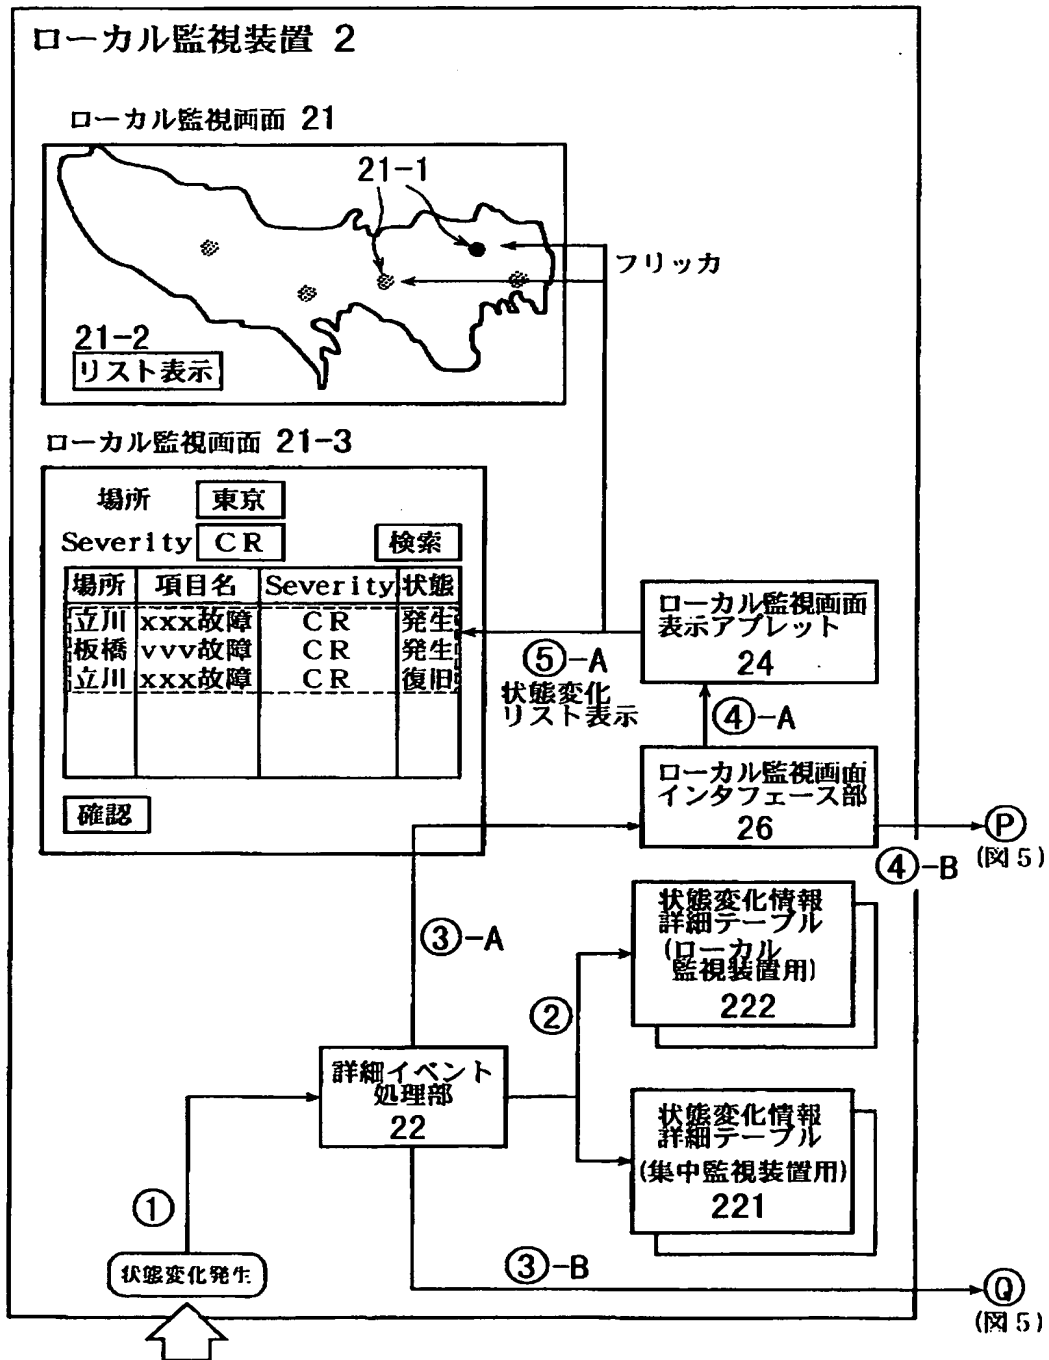 ローカル監視装置 2
ローカル監視画面 21
21-1
フリッカ
21-2
リスト表示
ローカル監視画面 21-3
場所 東京
Severity CR 検索
場所 項目名 Severity 状態
立川 xxx故障 CR 発生
板橋 vvv故障 CR 発生
立川 xxx故障 CR 復旧
確認
⑤-A
状態変化
リスト表示
ローカル監視画面
表示アプレット
24
④-A
ローカル監視画面
インタフェース部
26
Ⓟ
(図5)
④-B
③-A
状態変化情報
詳細テーブル
(ローカル
監視装置用)
222
②
詳細イベント
処理部
22
状態変化情報
詳細テーブル
(集中監視装置用)
221
①
状態変化発生
③-B
Ⓠ
(図5)